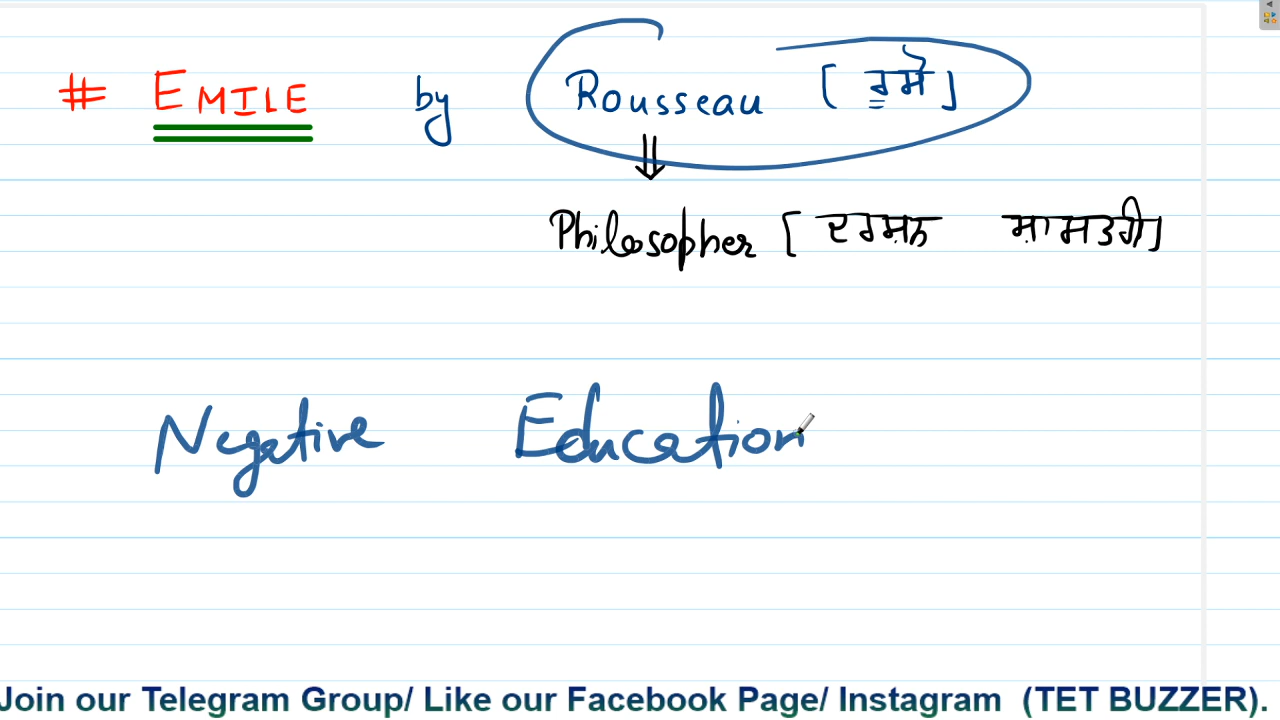 # EMILE by Rousseau [ ਰੂਸੋ ]
Philosopher [ ਦਰਸ਼ਨ ਸ਼ਾਸਤਰੀ ]
Negative Education
Join our Telegram Group/ Like our Facebook Page/ Instagram (TET BUZZER).